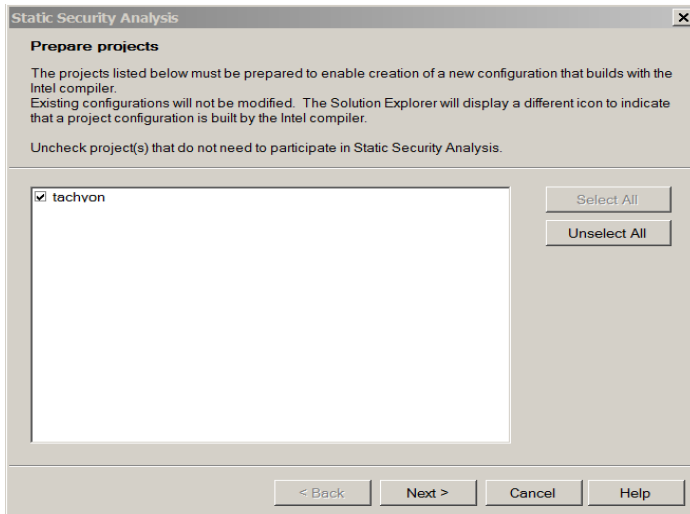 Static Security Analysis
Prepare projects
The projects listed below must be prepared to enable creation of a new configuration that builds with the
Intel compiler.
Existing configurations will not be modified. The Solution Explorer will display a different icon to indicate
that a project configuration is built by the Intel compiler.
Uncheck project(s) that do not need to participate in Static Security Analysis.
tachyon
Select All
Unselect All
< Back
Next >
Cancel
Help